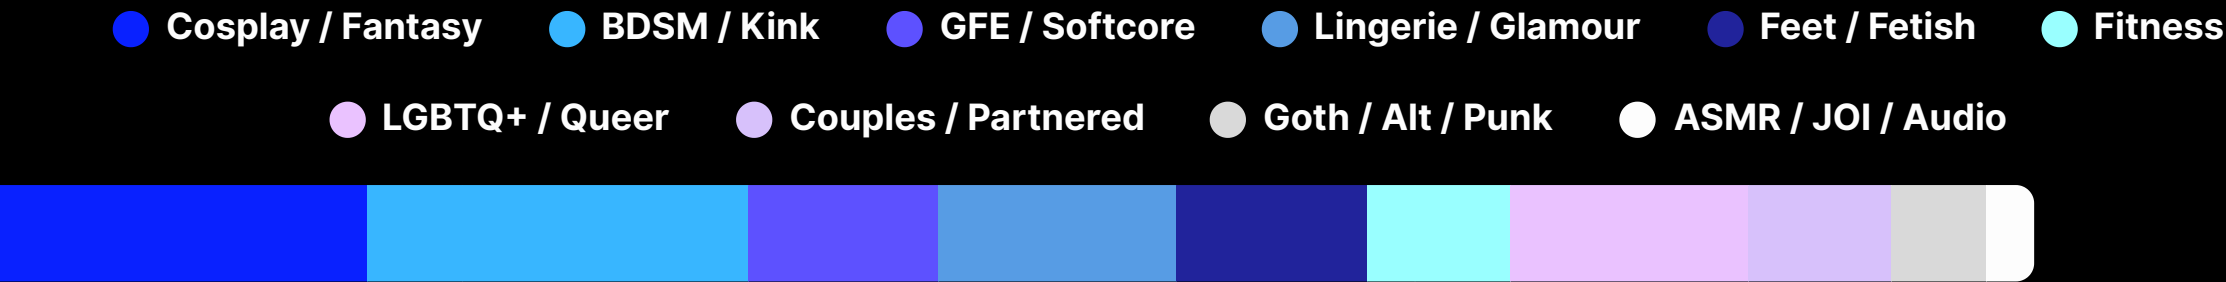 Cosplay / Fantasy BDSM / Kink GFE / Softcore Lingerie / Glamour Feet / Fetish Fitness
LGBTQ+ / Queer Couples / Partnered Goth / Alt / Punk ASMR / JOI / Audio